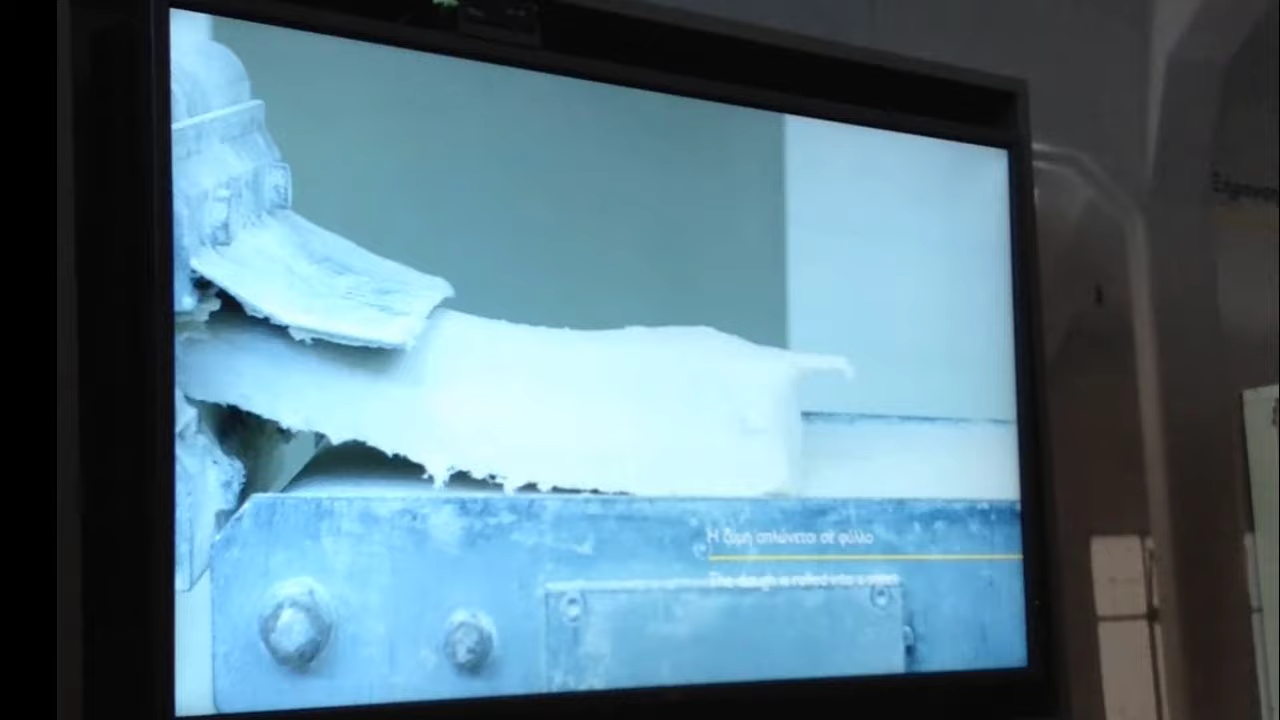 Η ζύμη απλώνεται σε φύλλο
The dough is rolled into a sheet